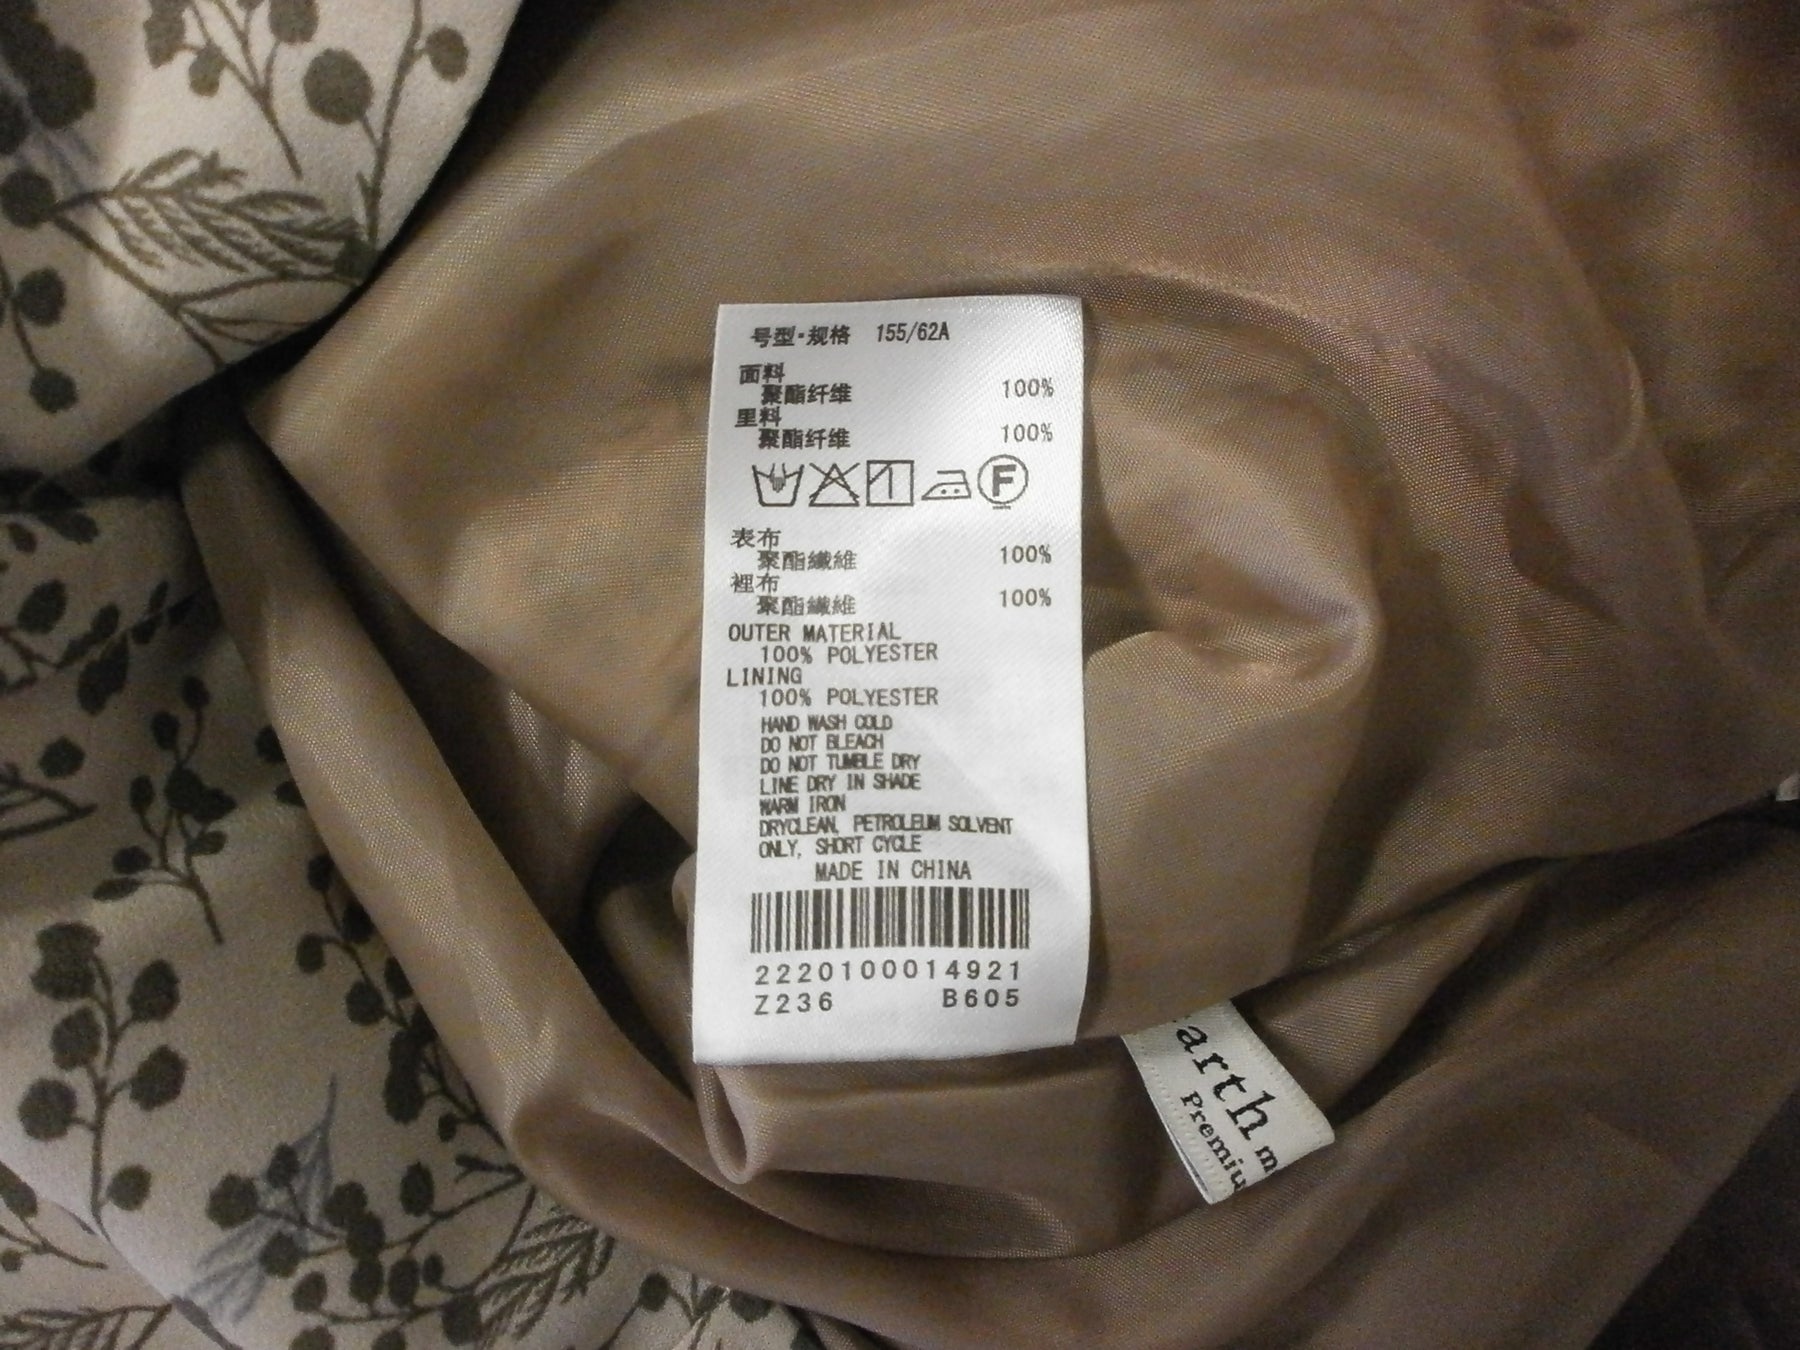 号型·规格 155/62A
面料
聚酯纤维 100%
里料
聚酯纤维 100%
F
表布
聚酯纖維 100%
裡布
聚酯纖維 100%
OUTER MATERIAL
100% POLYESTER
LINING
100% POLYESTER
HAND WASH COLD
DO NOT BLEACH
DO NOT TUMBLE DRY
LINE DRY IN SHADE
WARM IRON
DRYCLEAN, PETROLEUM SOLVENT
ONLY, SHORT CYCLE
MADE IN CHINA
2220100014921
Z236 B605
arth m
Premiu